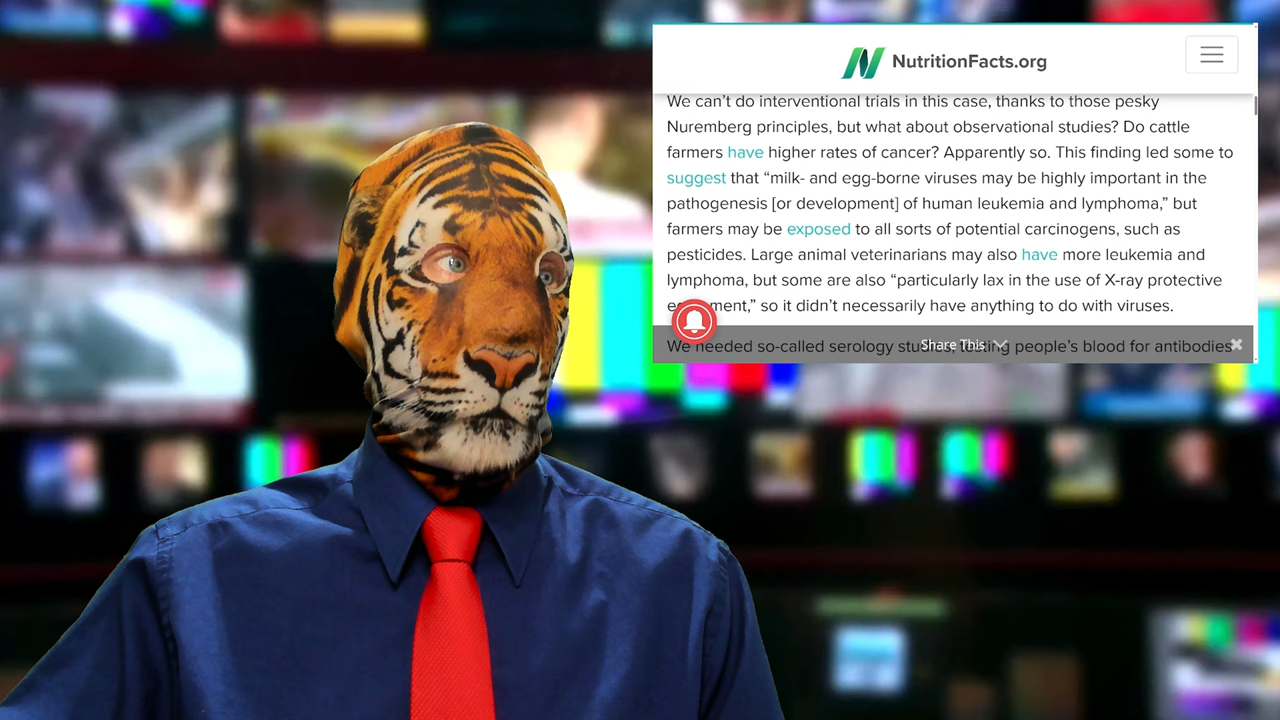 NutritionFacts.org
We can't do interventional trials in this case, thanks to those pesky
Nuremberg principles, but what about observational studies? Do cattle
farmers have higher rates of cancer? Apparently so. This finding led some to
suggest that “milk- and egg-borne viruses may be highly important in the
pathogenesis [or development] of human leukemia and lymphoma,” but
farmers may be exposed to all sorts of potential carcinogens, such as
pesticides. Large animal veterinarians may also have more leukemia and
lymphoma, but some are also “particularly lax in the use of X-ray protective
so it didn't necessarily have anything to do with viruses.
We needed so-called serology people's blood for antibodies
Share This